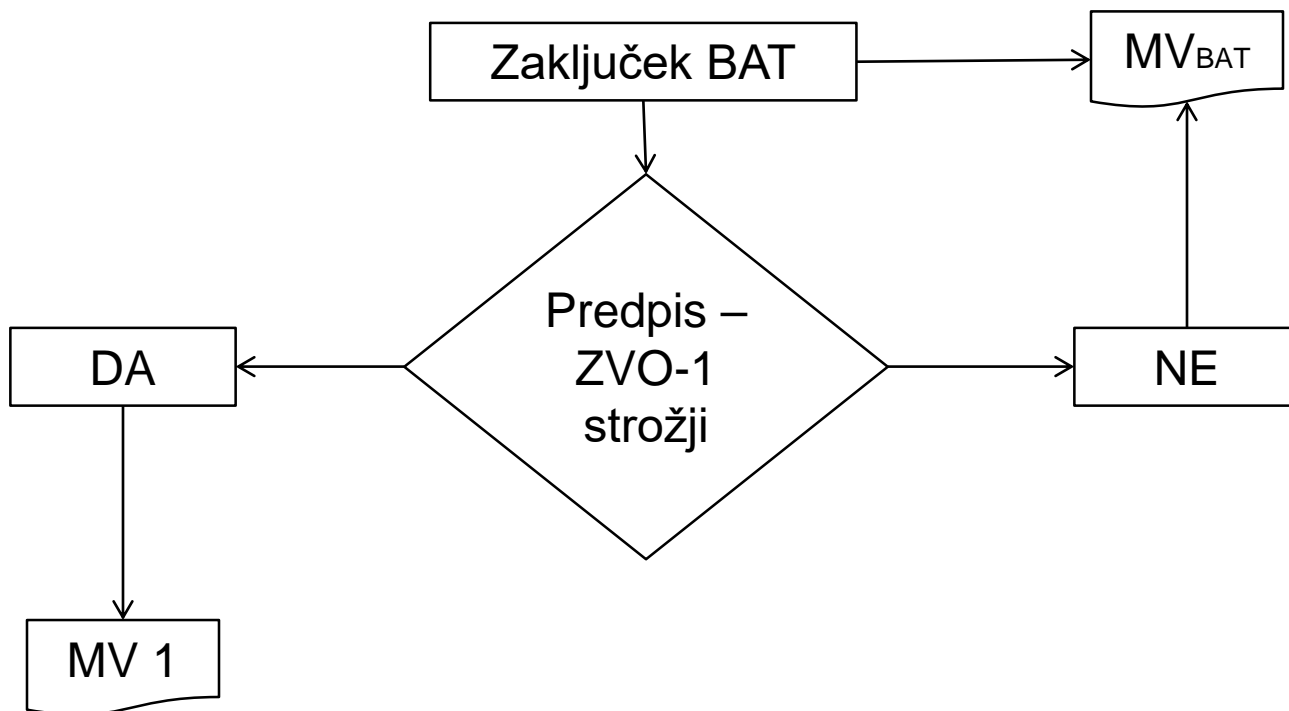 Zaključek BAT
MVBAT
Predpis –
ZVO-1
strožji
DA
NE
MV 1